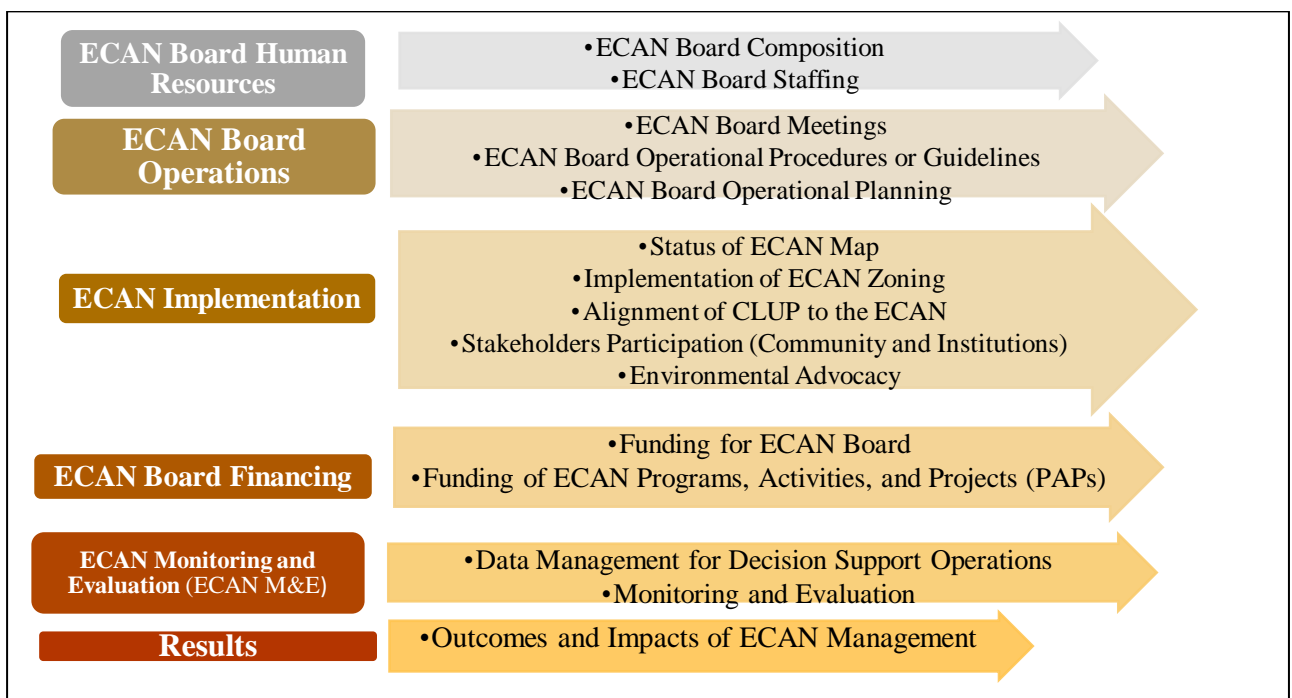 ECAN Board Human
Resources
•ECAN Board Composition
•ECAN Board Staffing
ECAN Board
Operations
•ECAN Board Meetings
•ECAN Board Operational Procedures or Guidelines
•ECAN Board Operational Planning
ECAN Implementation
•Status of ECAN Map
•Implementation of ECAN Zoning
•Alignment of CLUP to the ECAN
•Stakeholders Participation (Community and Institutions)
•Environmental Advocacy
ECAN Board Financing
•Funding for ECAN Board
•Funding of ECAN Programs, Activities, and Projects (PAPs)
ECAN Monitoring and
Evaluation (ECAN M&E)
•Data Management for Decision Support Operations
•Monitoring and Evaluation
Results
•Outcomes and Impacts of ECAN Management